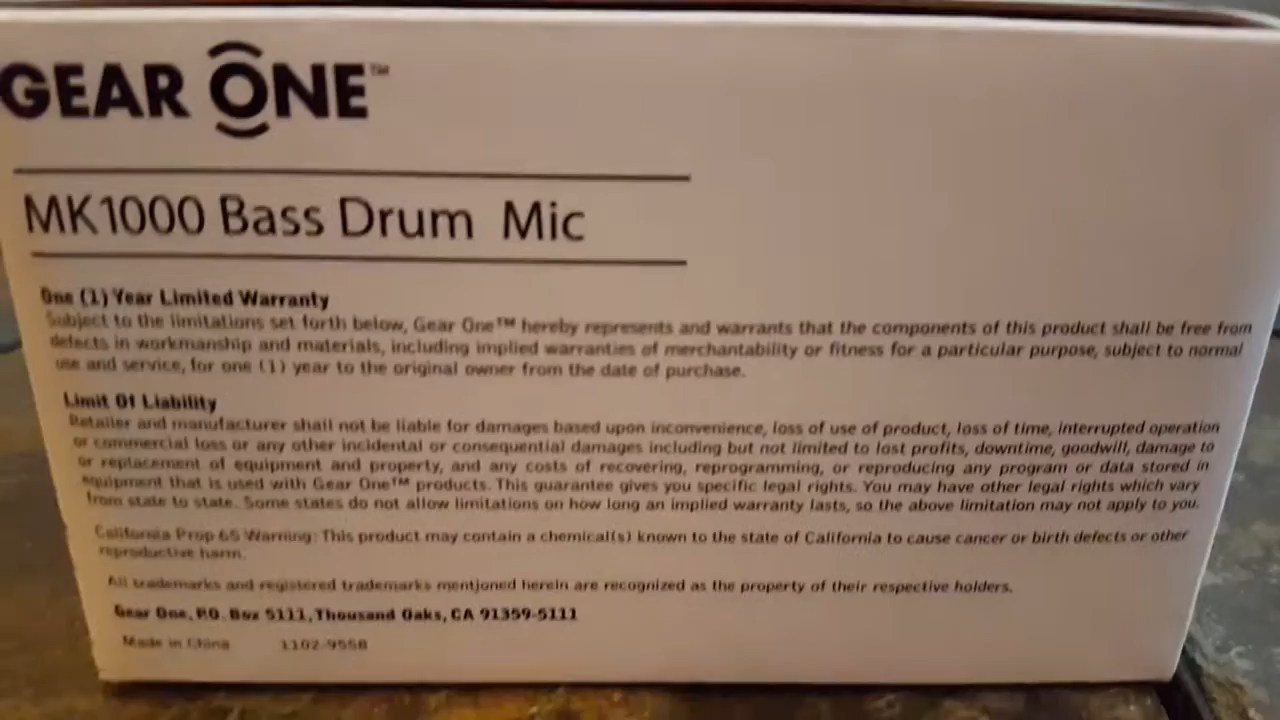 GEAR ONE™
MK1000 Bass Drum Mic
One (1) Year Limited Warranty
Subject to the limitations set forth below, Gear One™ hereby represents and warrants that the components of this product shall be free from
defects in workmanship and materials, including implied warranties of merchantability or fitness for a particular purpose, subject to normal
use and service, for one (1) year to the original owner from the date of purchase.
Limit Of Liability
Retailer and manufacturer shall not be liable for damages based upon inconvenience, loss of use of product, loss of time, interrupted operation
or commercial loss or any other incidental or consequential damages including but not limited to lost profits, downtime, goodwill, damage to
or replacement of equipment and property, and any costs of recovering, reprogramming, or reproducing any program or data stored in
equipment that is used with Gear One™ products. This guarantee gives you specific legal rights. You may have other legal rights which vary
from state to state. Some states do not allow limitations on how long an implied warranty lasts, so the above limitation may not apply to you.
California Prop 65 Warning: This product may contain a chemical(s) known to the state of California to cause cancer or birth defects or other
reproductive harm.
All trademarks and registered trademarks mentjoned herein are recognized as the property of their respective holders.
Gear One, P.O. Box 5111, Thousand Oaks, CA 91359-5111
Made in China 1102-9558